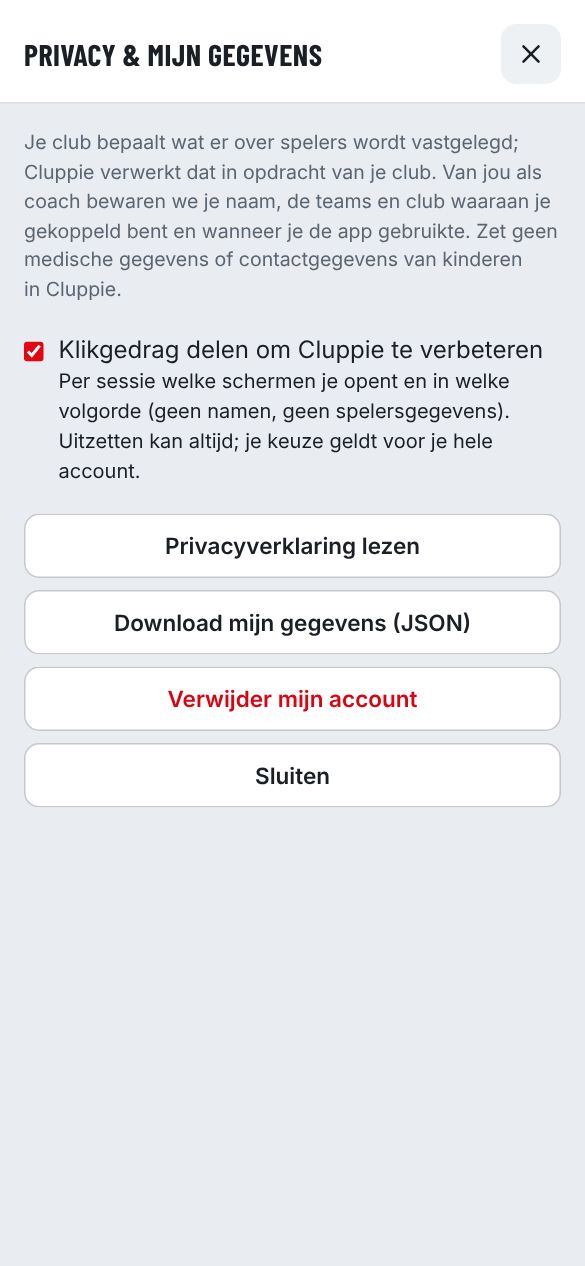 PRIVACY & MIJN GEGEVENS
Je club bepaalt wat er over spelers wordt vastgelegd;
Cluppie verwerkt dat in opdracht van je club. Van jou als
coach bewaren we je naam, de teams en club waaraan je
gekoppeld bent en wanneer je de app gebruikte. Zet geen
medische gegevens of contactgegevens van kinderen
in Cluppie.
Klikgedrag delen om Cluppie te verbeteren
Per sessie welke schermen je opent en in welke
volgorde (geen namen, geen spelersgegevens).
Uitzetten kan altijd; je keuze geldt voor je hele
account.
Privacyverklaring lezen
Download mijn gegevens (JSON)
Verwijder mijn account
Sluiten